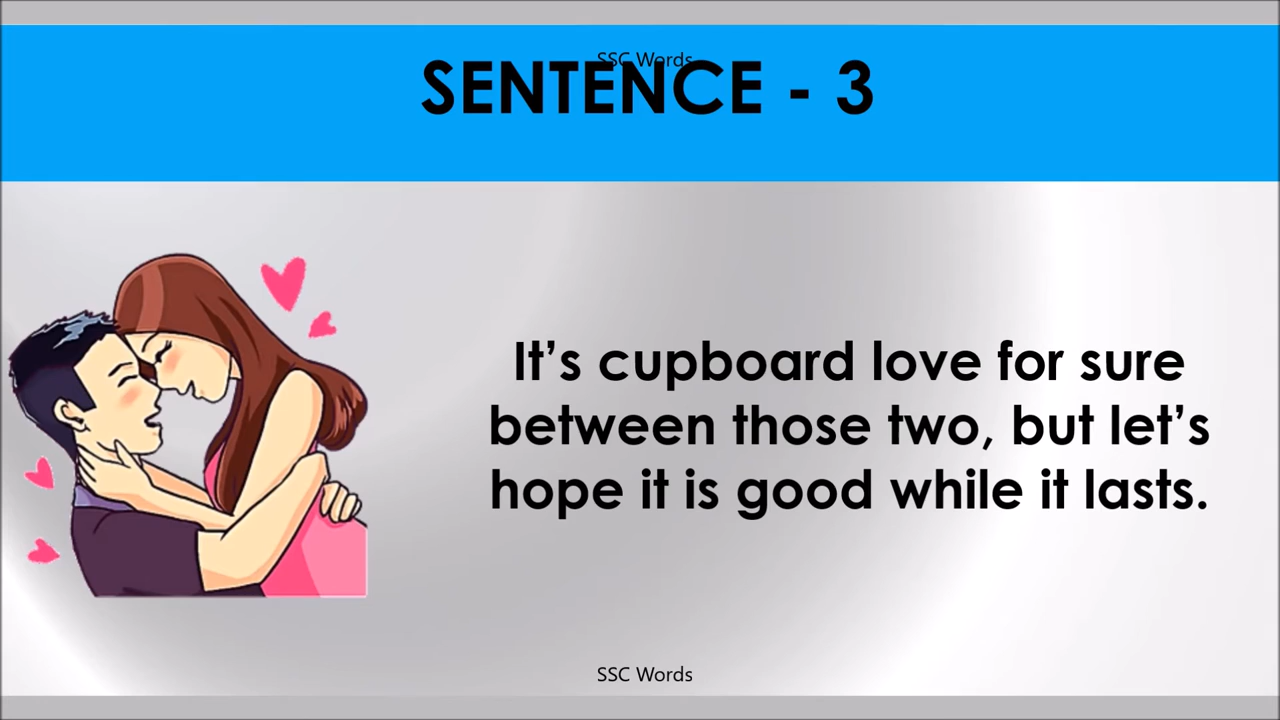 SSC Words
SENTENCE - 3
It’s cupboard love for sure
between those two, but let’s
hope it is good while it lasts.
SSC Words